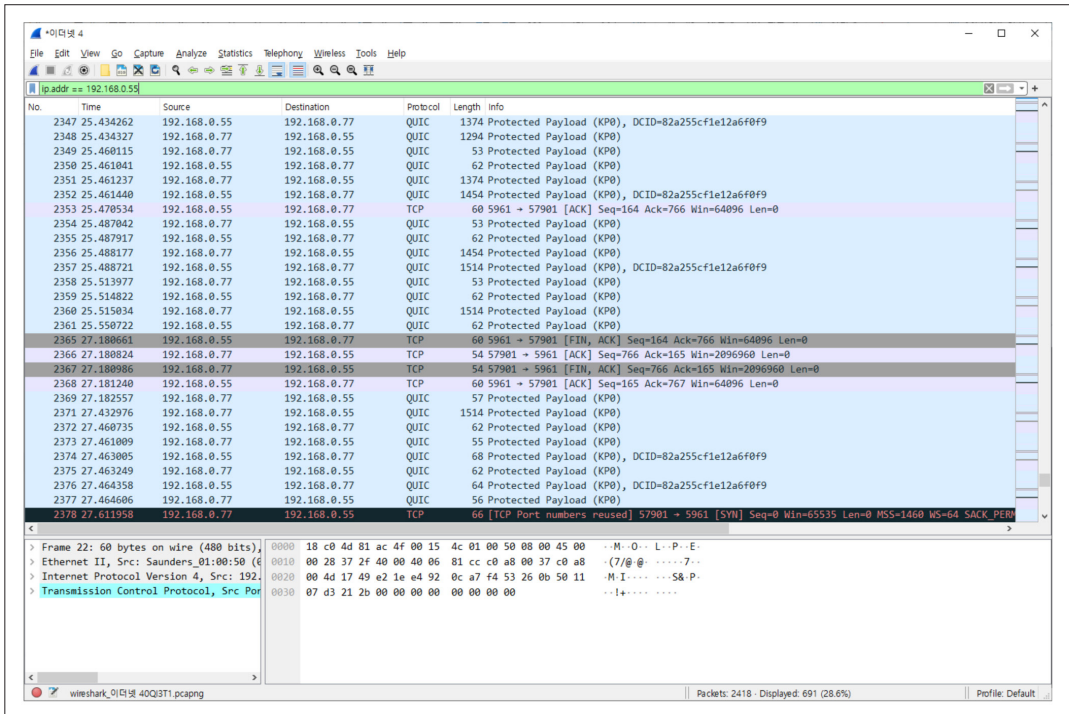 *이더넷 4
File Edit View Go Capture Analyze Statistics Telephony Wireless Tools Help
ip.addr == 192.168.0.55
No. Time Source Destination Protocol Length Info
2347 25.434262 192.168.0.55 192.168.0.77 QUIC 1374 Protected Payload (KP0), DCID=82a255cf1e12a6f0f9
2348 25.434327 192.168.0.55 192.168.0.77 QUIC 1294 Protected Payload (KP0)
2349 25.460115 192.168.0.55 192.168.0.77 QUIC 53 Protected Payload (KP0)
2350 25.461041 192.168.0.55 192.168.0.77 QUIC 62 Protected Payload (KP0)
2351 25.461237 192.168.0.55 192.168.0.77 QUIC 1374 Protected Payload (KP0)
2352 25.461440 192.168.0.55 192.168.0.77 QUIC 1454 Protected Payload (KP0), DCID=82a255cf1e12a6f0f9
2353 25.470534 192.168.0.55 192.168.0.77 TCP 60 5961 → 57901 [ACK] Seq=164 Ack=766 Win=64096 Len=0
2354 25.487042 192.168.0.55 192.168.0.77 QUIC 53 Protected Payload (KP0)
2355 25.487917 192.168.0.55 192.168.0.77 QUIC 62 Protected Payload (KP0)
2356 25.488177 192.168.0.55 192.168.0.77 QUIC 1454 Protected Payload (KP0)
2357 25.488721 192.168.0.55 192.168.0.77 QUIC 1514 Protected Payload (KP0), DCID=82a255cf1e12a6f0f9
2358 25.513977 192.168.0.55 192.168.0.77 QUIC 53 Protected Payload (KP0)
2359 25.514822 192.168.0.55 192.168.0.77 QUIC 62 Protected Payload (KP0)
2360 25.515034 192.168.0.55 192.168.0.77 QUIC 1514 Protected Payload (KP0)
2361 25.550722 192.168.0.55 192.168.0.77 QUIC 62 Protected Payload (KP0)
2365 27.180661 192.168.0.55 192.168.0.77 TCP 60 5961 → 57901 [FIN, ACK] Seq=164 Ack=766 Win=64096 Len=0
2366 27.180824 192.168.0.77 192.168.0.55 TCP 54 57901 → 5961 [ACK] Seq=766 Ack=165 Win=2096960 Len=0
2367 27.180986 192.168.0.77 192.168.0.55 TCP 54 57901 → 5961 [FIN, ACK] Seq=766 Ack=165 Win=2096960 Len=0
2368 27.181240 192.168.0.55 192.168.0.77 TCP 60 5961 → 57901 [ACK] Seq=165 Ack=767 Win=64096 Len=0
2369 27.182557 192.168.0.77 192.168.0.55 QUIC 57 Protected Payload (KP0)
2371 27.432976 192.168.0.77 192.168.0.55 QUIC 1514 Protected Payload (KP0)
2372 27.460735 192.168.0.77 192.168.0.55 QUIC 62 Protected Payload (KP0)
2373 27.461009 192.168.0.77 192.168.0.55 QUIC 55 Protected Payload (KP0)
2374 27.463005 192.168.0.77 192.168.0.55 QUIC 68 Protected Payload (KP0), DCID=82a255cf1e12a6f0f9
2375 27.463249 192.168.0.77 192.168.0.55 QUIC 62 Protected Payload (KP0)
2376 27.464358 192.168.0.77 192.168.0.55 QUIC 64 Protected Payload (KP0), DCID=82a255cf1e12a6f0f9
2377 27.464606 192.168.0.77 192.168.0.55 QUIC 56 Protected Payload (KP0)
2378 27.611958 192.168.0.77 192.168.0.55 TCP 66 [TCP Port numbers reused] 57901 → 5961 [SYN] Seq=0 Win=65535 Len=0 MSS=1460 WS=64 SACK_PERM
Frame 22: 60 bytes on wire (480 bits), 0000 18 c0 4d 81 ac 4f 00 15 4c 01 00 50 08 00 45 00 ··M··O·· L··P··E·
Ethernet II, Src: Saunders_01:00:50 (0 0010 00 28 37 2f 40 00 40 06 81 cc c0 a8 00 37 c0 a8 ·(7/@·@· ·····7··
Internet Protocol Version 4, Src: 192. 0020 00 4d 17 49 e2 1e e4 92 0c a7 f4 53 26 0b 50 11 ·M·I···· ···S&·P·
Transmission Control Protocol, Src Por 0030 07 d3 21 2b 00 00 00 00 00 00 00 00 ··!+···· ····
wireshark_이더넷 40QI3T1.pcapng Packets: 2418 · Displayed: 691 (28.6%) Profile: Default